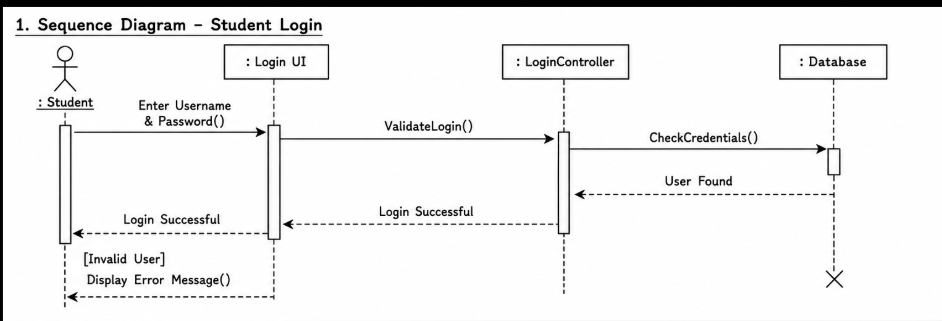 1. Sequence Diagram – Student Login
: Login UI
: LoginController
: Database
: Student
Enter Username
& Password()
ValidateLogin()
CheckCredentials()
User Found
Login Successful
Login Successful
[Invalid User]
Display Error Message()